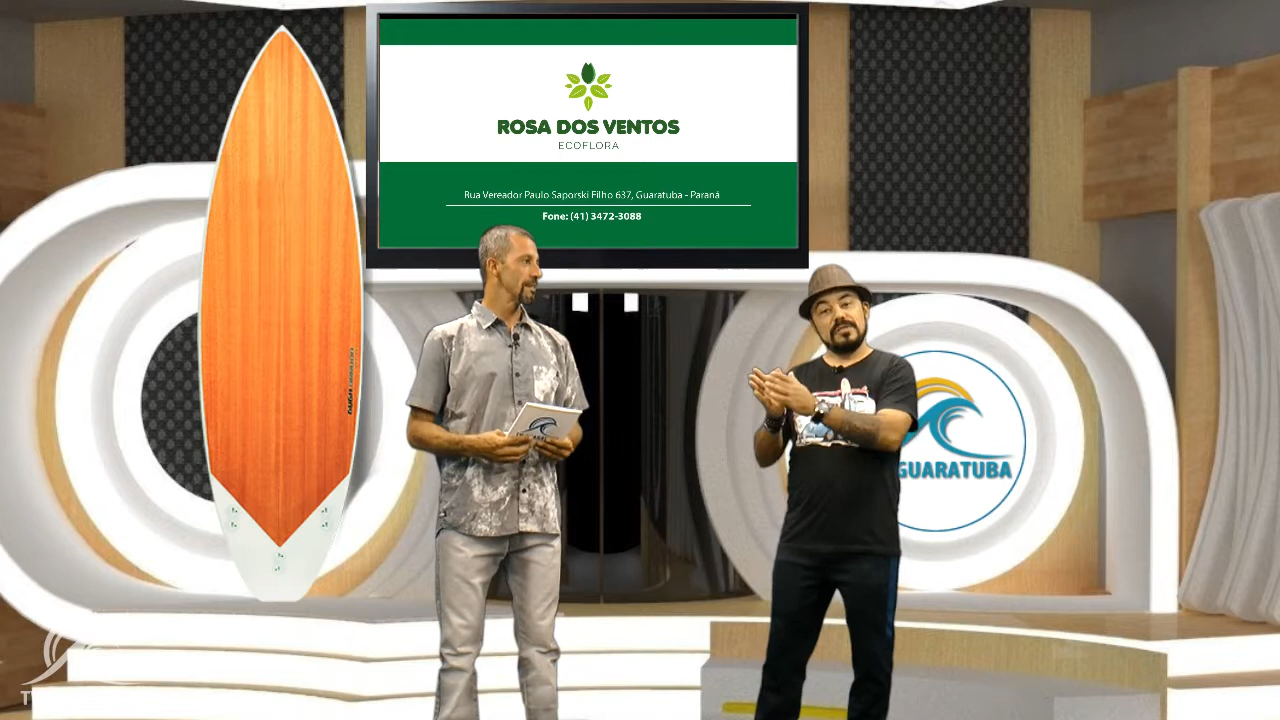 ROSA DOS VENTOS
ECOFLORA
Rua Vereador Paulo Saporski Filho 637, Guaratuba - Paraná
Fone: (41) 3472-3088
GUARATUBA